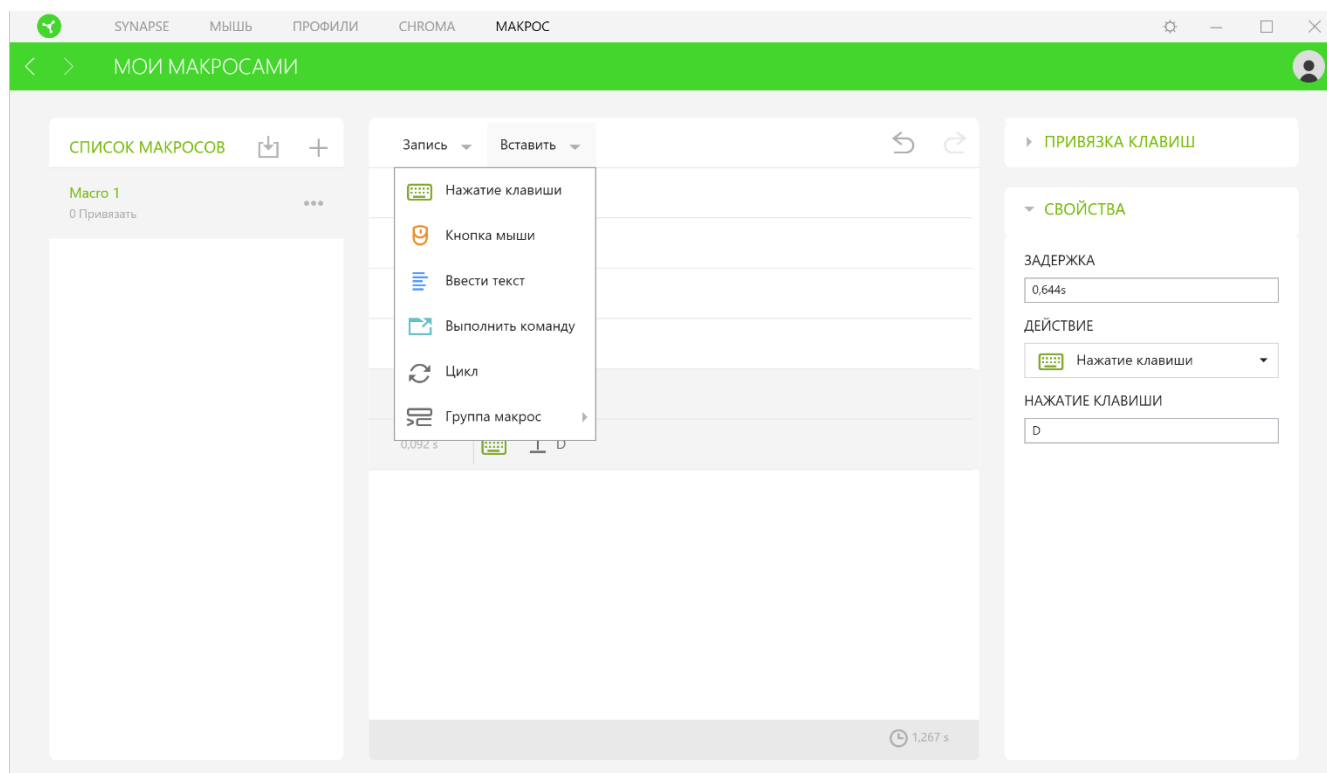 SYNAPSE МЫШЬ ПРОФИЛИ CHROMA МАКРОС
МОИ МАКРОСАМИ
СПИСОК МАКРОСОВ
Macro 1
0 Привязать
Запись Вставить
Нажатие клавиши
Кнопка мыши
Ввести текст
Выполнить команду
Цикл
Группа макрос
0,092 s D
1,267 s
ПРИВЯЗКА КЛАВИШ
СВОЙСТВА
ЗАДЕРЖКА
0,644s
ДЕЙСТВИЕ
Нажатие клавиши
НАЖАТИЕ КЛАВИШИ
D